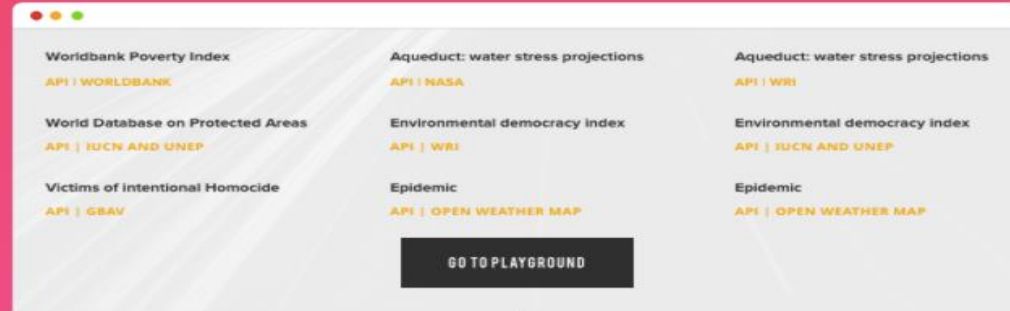 Worldbank Poverty Index
API | WORLDBANK
World Database on Protected Areas
API | IUCN AND UNEP
Victims of intentional Homocide
API | GBAV
Aqueduct: water stress projections
API | NASA
Environmental democracy index
API | WRI
Epidemic
API | OPEN WEATHER MAP
Aqueduct: water stress projections
API | WRI
Environmental democracy index
API | IUCN AND UNEP
Epidemic
API | OPEN WEATHER MAP
GO TO PLAYGROUND